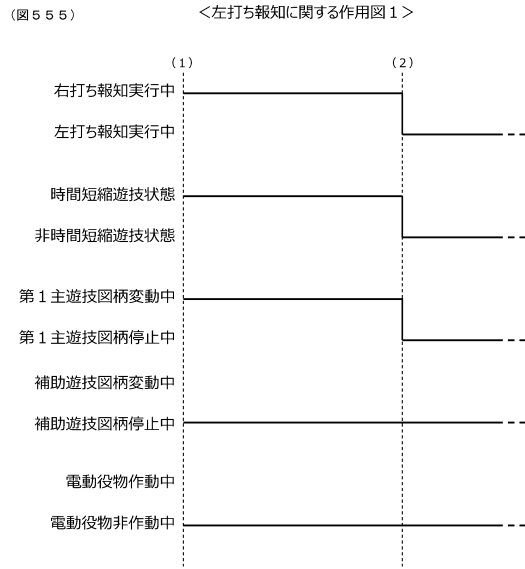 （図５５５）
＜左打ち報知に関する作用図１＞
（1）
（2）
右打ち報知実行中
左打ち報知実行中
時間短縮遊技状態
非時間短縮遊技状態
第１主遊技図柄変動中
第１主遊技図柄停止中
補助遊技図柄変動中
補助遊技図柄停止中
電動役物作動中
電動役物非作動中